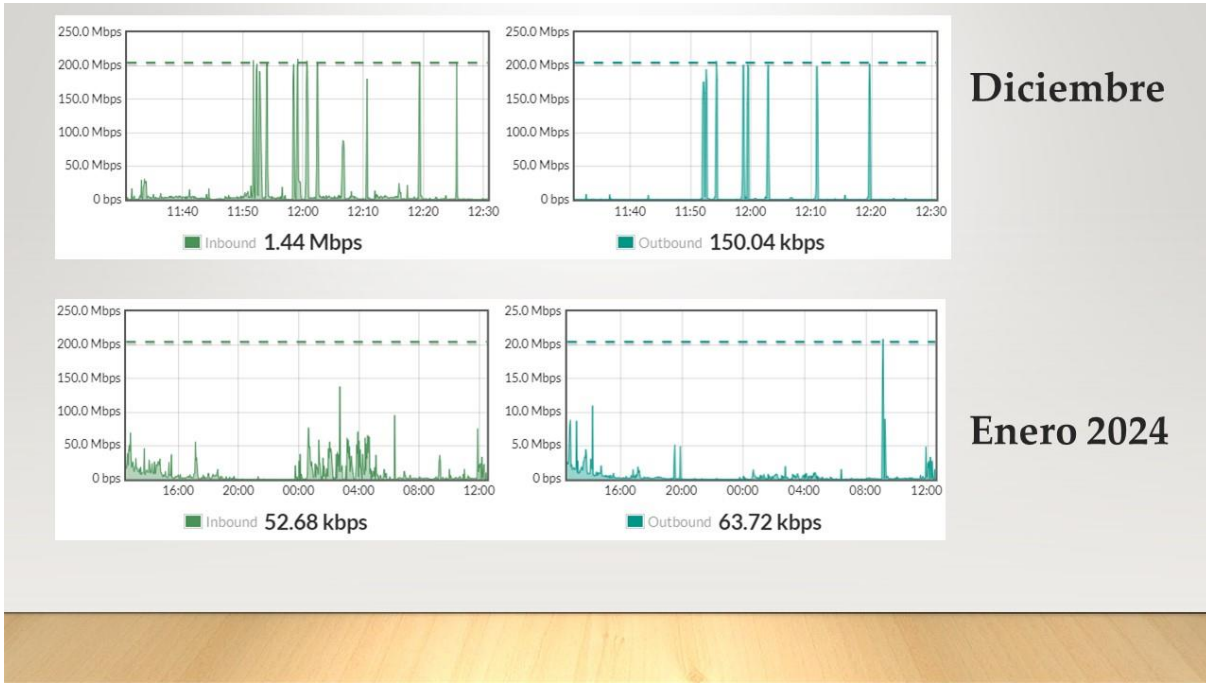 250.0 Mbps
200.0 Mbps
150.0 Mbps
100.0 Mbps
50.0 Mbps
0 bps
11:40 11:50 12:00 12:10 12:20 12:30
Inbound 1.44 Mbps
250.0 Mbps
200.0 Mbps
150.0 Mbps
100.0 Mbps
50.0 Mbps
0 bps
11:40 11:50 12:00 12:10 12:20 12:30
Outbound 150.04 kbps
Diciembre
250.0 Mbps
200.0 Mbps
150.0 Mbps
100.0 Mbps
50.0 Mbps
0 bps
16:00 20:00 00:00 04:00 08:00 12:00
Inbound 52.68 kbps
25.0 Mbps
20.0 Mbps
15.0 Mbps
10.0 Mbps
5.0 Mbps
0 bps
16:00 20:00 00:00 04:00 08:00 12:00
Outbound 63.72 kbps
Enero 2024